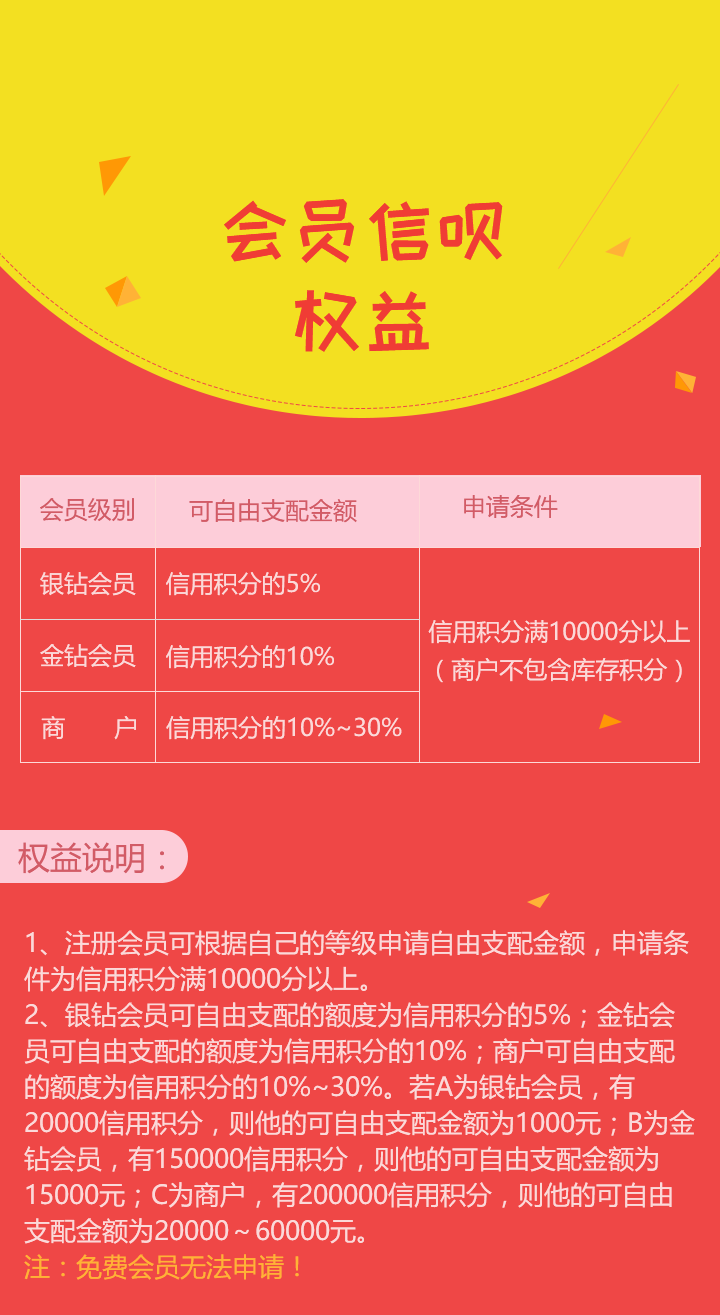 会员信呗
权益
会员级别 可自由支配金额 申请条件
银钻会员 信用积分的5%
金钻会员 信用积分的10%
商 户 信用积分的10%~30%
信用积分满10000分以上
（商户不包含库存积分）
权益说明：
1、注册会员可根据自己的等级申请自由支配金额，申请条
件为信用积分满10000分以上。
2、银钻会员可自由支配的额度为信用积分的5%；金钻会
员可自由支配的额度为信用积分的10%；商户可自由支配
的额度为信用积分的10%~30%。若A为银钻会员，有
20000信用积分，则他的可自由支配金额为1000元；B为金
钻会员，有150000信用积分，则他的可自由支配金额为
15000元；C为商户，有200000信用积分，则他的可自由
支配金额为20000～60000元。
注：免费会员无法申请！